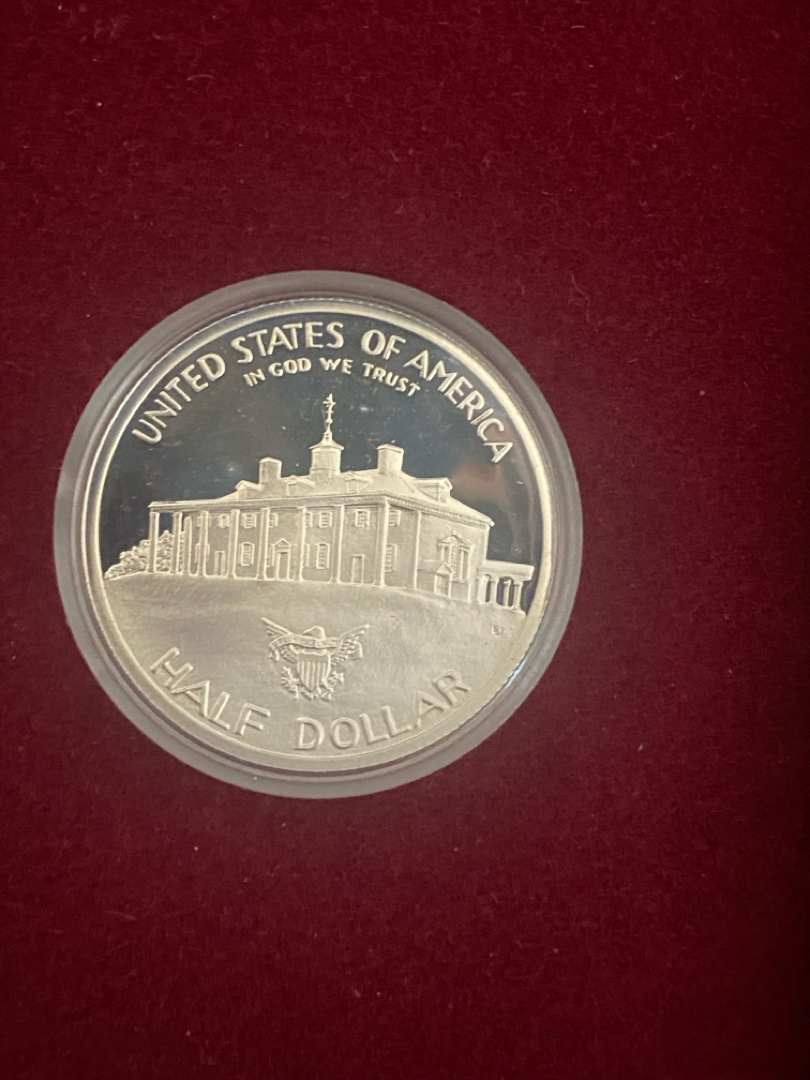 UNITED STATES OF AMERICA
IN GOD WE TRUST
HALF DOLLAR